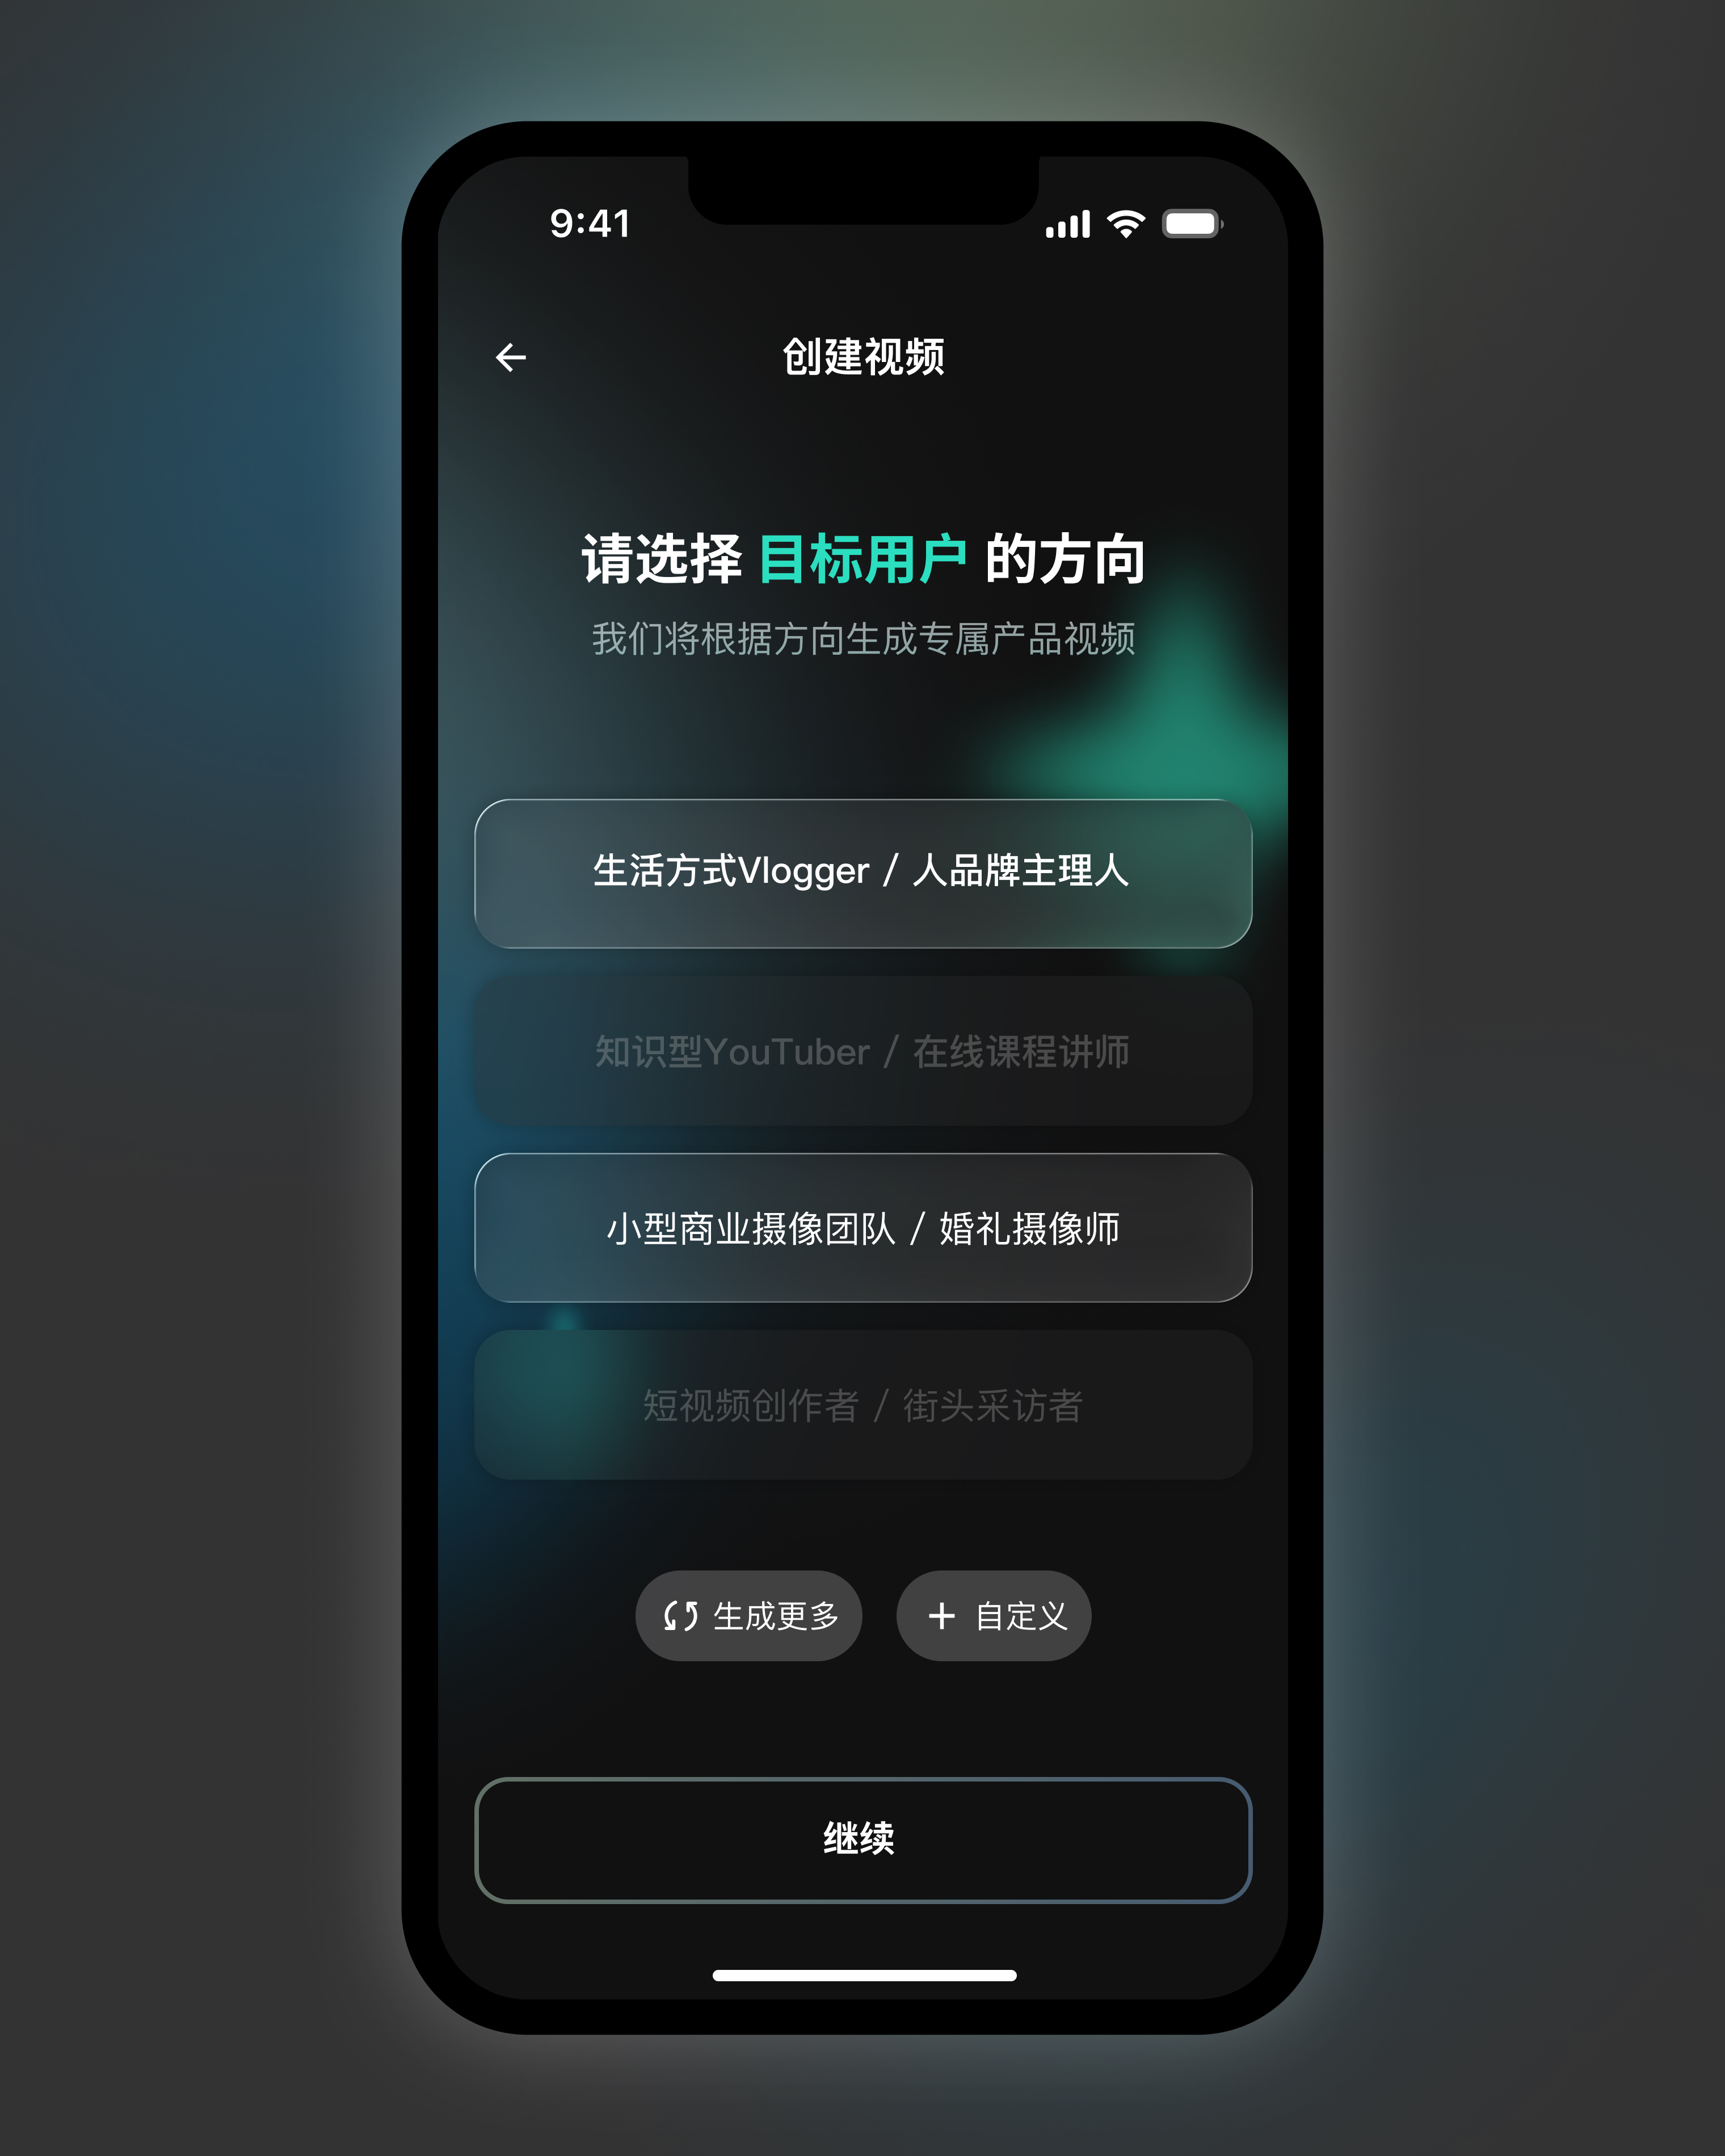 9:41
创建视频
请选择 目标用户 的方向
我们将根据方向生成专属产品视频
生活方式Vlogger / 人品牌主理人
知识型YouTuber / 在线课程讲师
小型商业摄像团队 / 婚礼摄像师
短视频创作者 / 街头采访者
生成更多
+ 自定义
继续